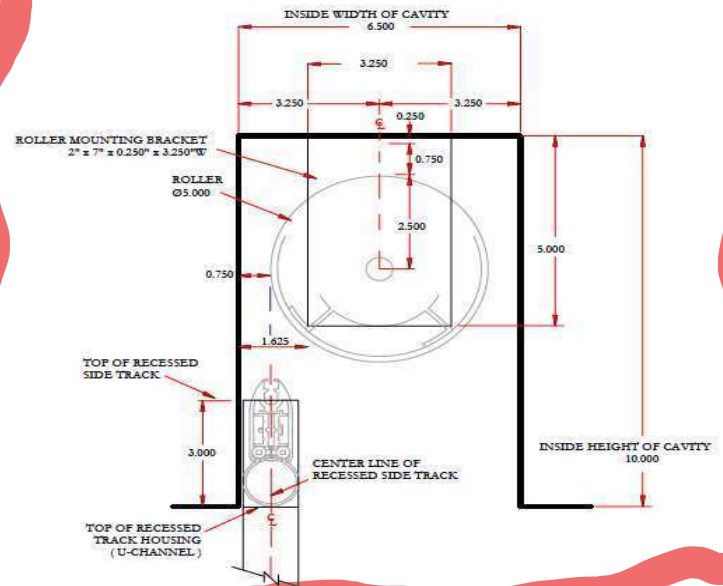 INSIDE WIDTH OF CAVITY
6.500
3.250
3.250
3.250
0.250
ROLLER MOUNTING BRACKET
2" x 7" x 0.250" x 3.250"W
0.750
ROLLER
Ø5.000
2.500
5.000
0.750
1.625
TOP OF RECESSED
SIDE TRACK
3.000
INSIDE HEIGHT OF CAVITY
10.000
CENTER LINE OF
RECESSED SIDE TRACK
TOP OF RECESSED
TRACK HOUSING
( U-CHANNEL )